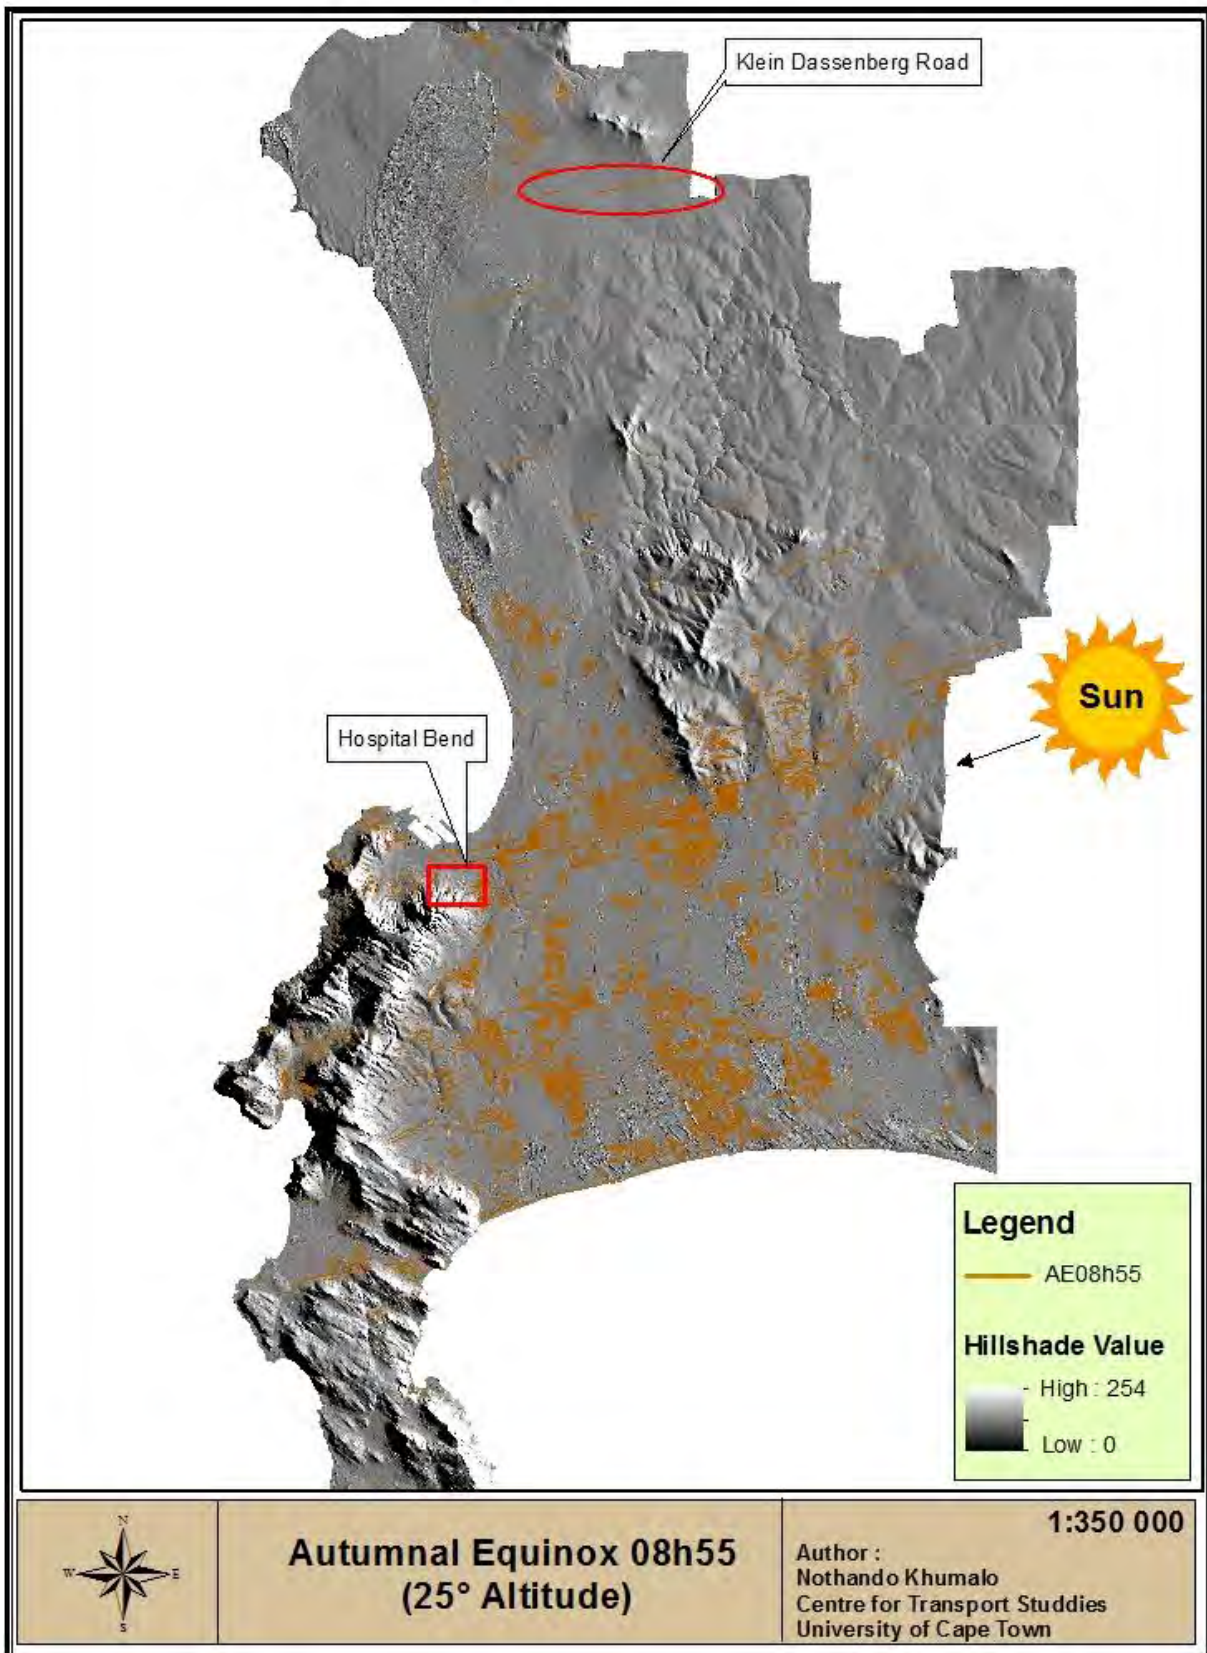 Klein Dassenberg Road
Sun
Hospital Bend
Legend
AE08h55
Hillshade Value
High : 254
Low : 0
N
W
E
S
Autumnal Equinox 08h55
(25° Altitude)
1:350 000
Author :
Nothando Khumalo
Centre for Transport Studdies
University of Cape Town